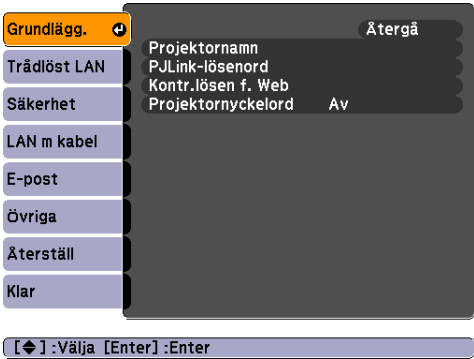 Grundlägg.
Trådlöst LAN
Säkerhet
LAN m kabel
E-post
Övriga
Återställ
Klar
Återgå
Projektornamn
PJLink-lösenord
Kontr.lösen f. Web
Projektornyckelord Av
[◆] :Välja [Enter] :Enter